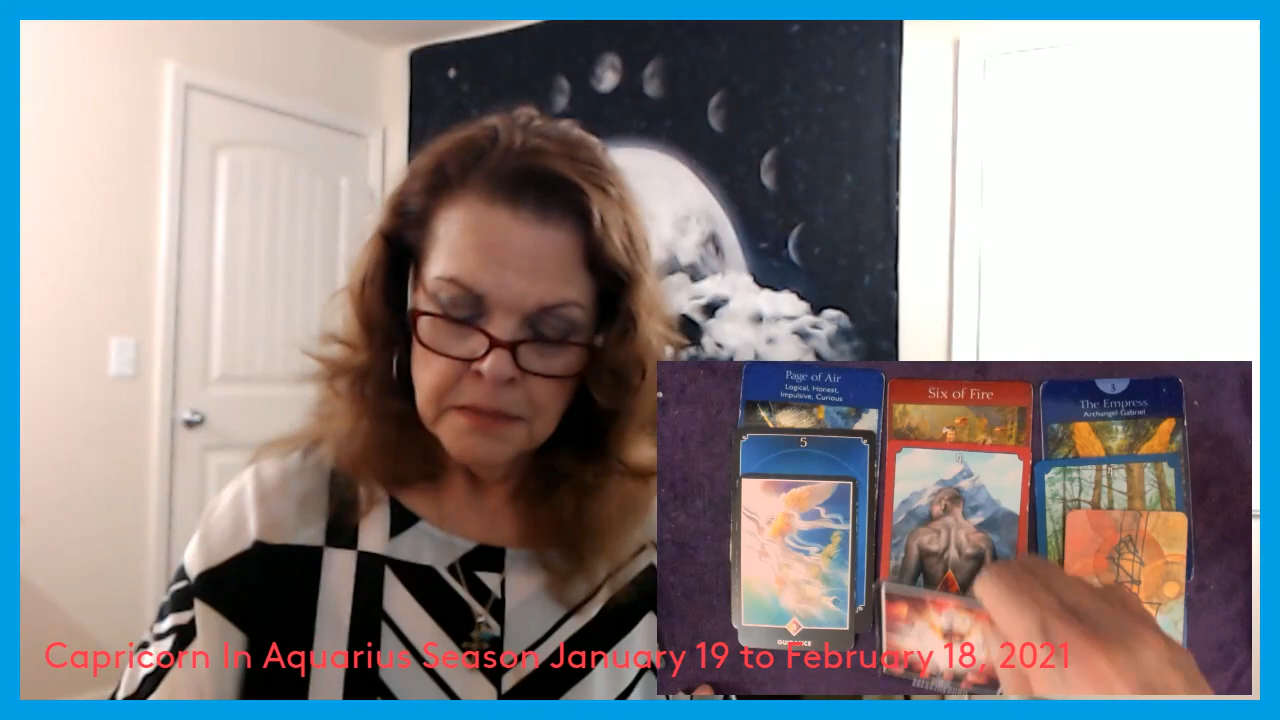 Page of Air
Logical, Honest,
Impulsive, Curious
Six of Fire
3
The Empress
Archangel Gabriel
5
GUIDANCE
Capricorn In Aquarius Season January 19 to February 18, 2021